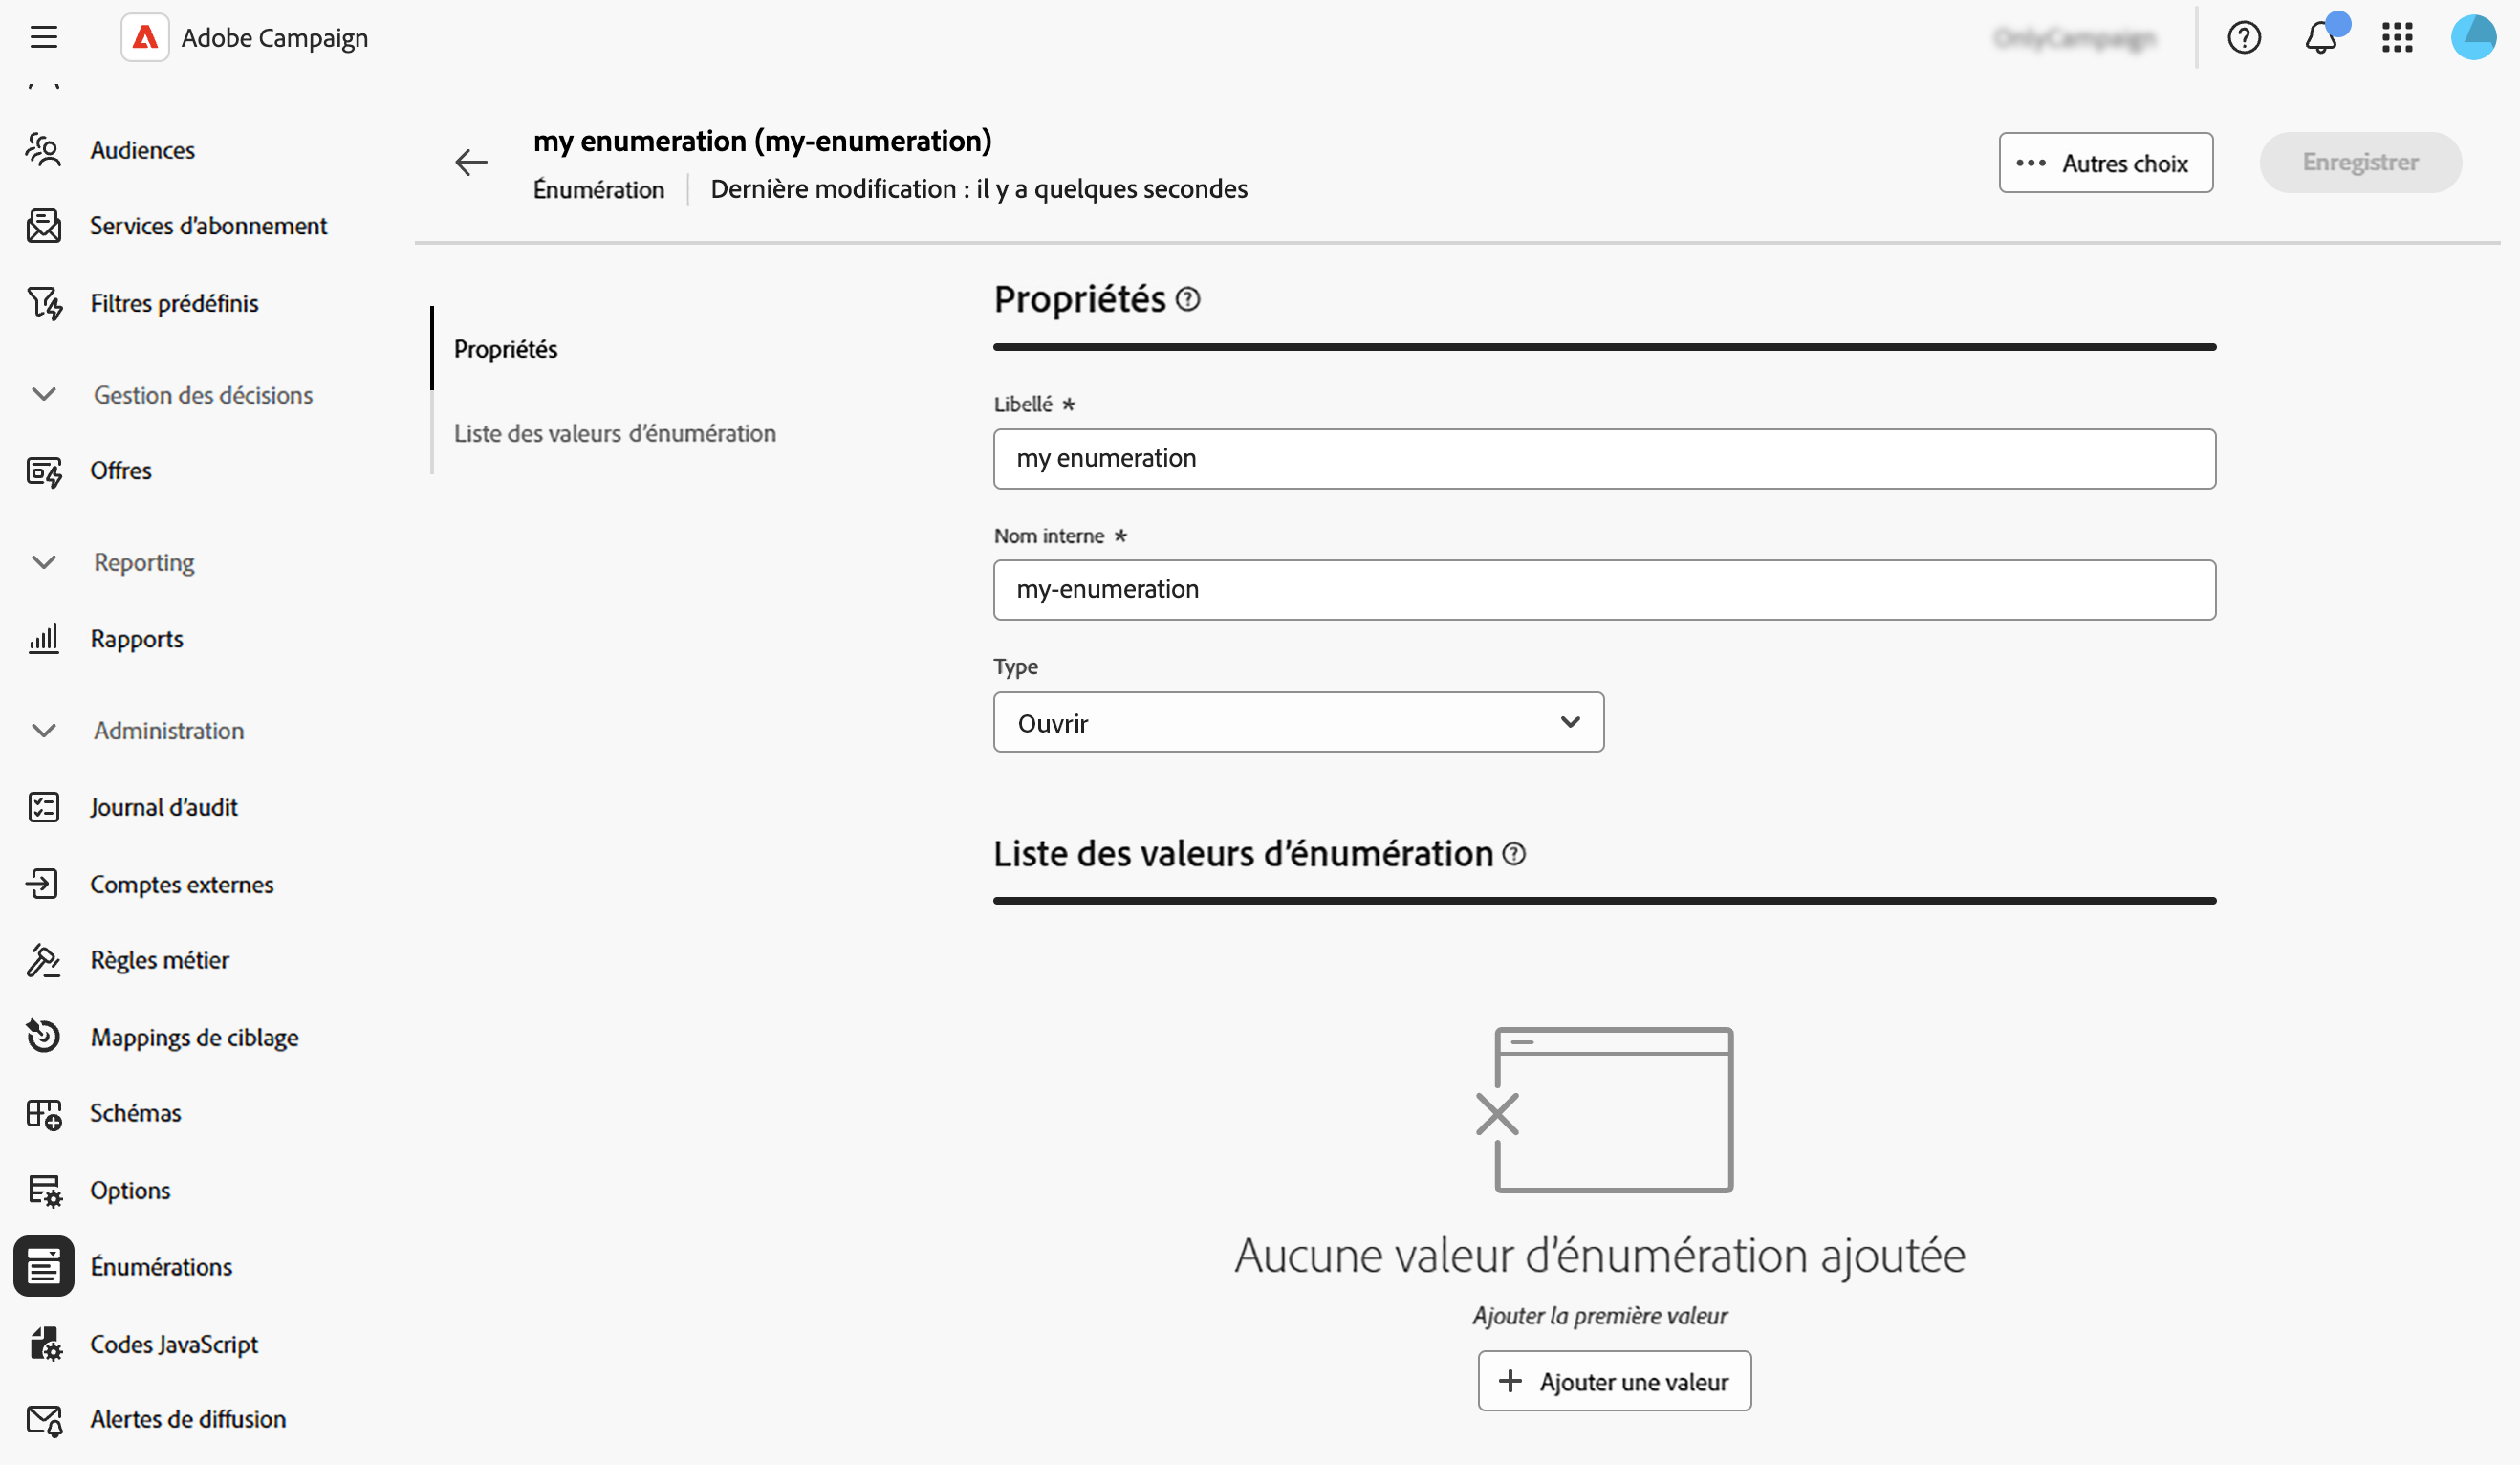 Adobe Campaign
Audiences
Services d'abonnement
Filtres prédéfinis
Gestion des décisions
Offres
Reporting
Rapports
Administration
Journal d'audit
Comptes externes
Règles métier
Mappings de ciblage
Schémas
Options
Énumérations
Codes JavaScript
Alertes de diffusion
my enumeration (my-enumeration)
Énumération
Dernière modification : il y a quelques secondes
••• Autres choix
Enregistrer
Propriétés
Liste des valeurs d'énumération
Propriétés
Libellé *
my enumeration
Nom interne *
my-enumeration
Type
Ouvrir
Liste des valeurs d'énumération
Aucune valeur d'énumération ajoutée
Ajouter la première valeur
+ Ajouter une valeur